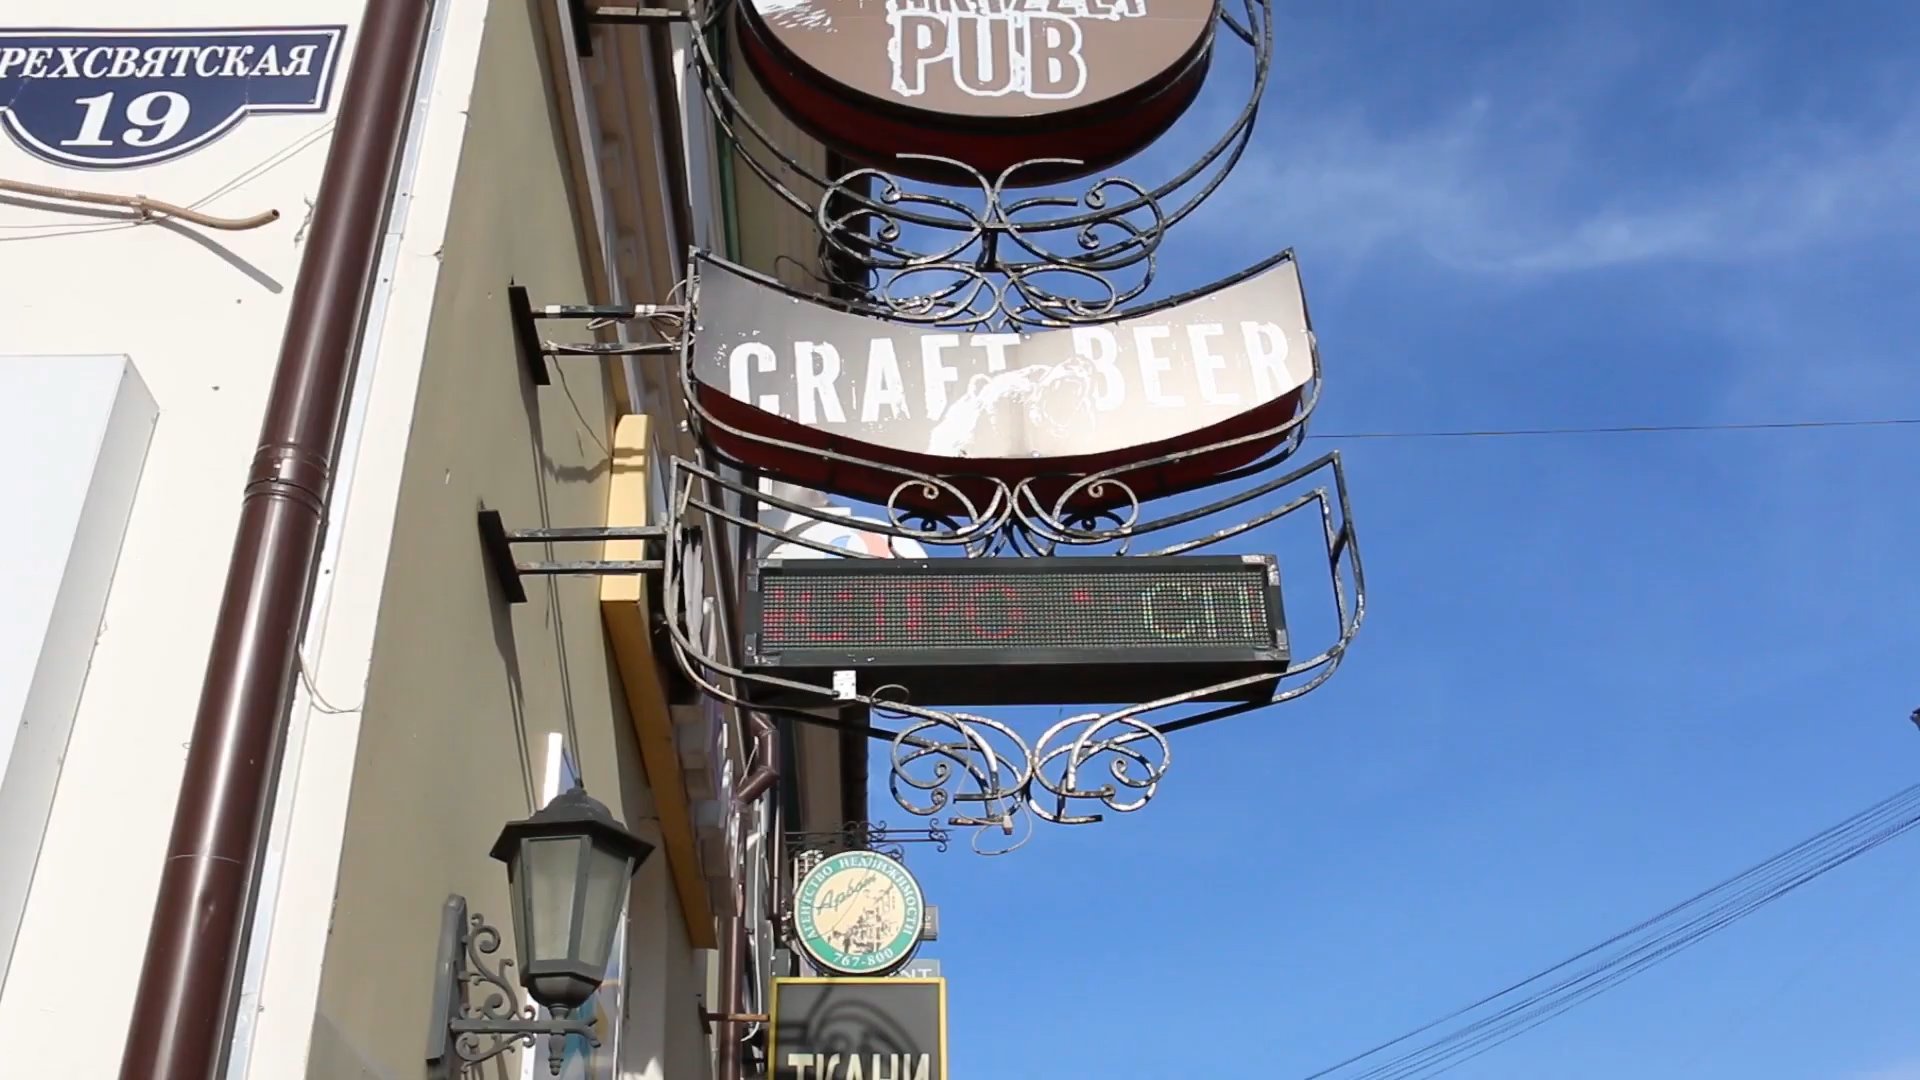 РЕХСВЯТСКАЯ
19
PUB
CRAFT BEER
АГЕНТСТВО НЕДВИЖИМОСТИ
Арбат
767-800
ТКАНИ